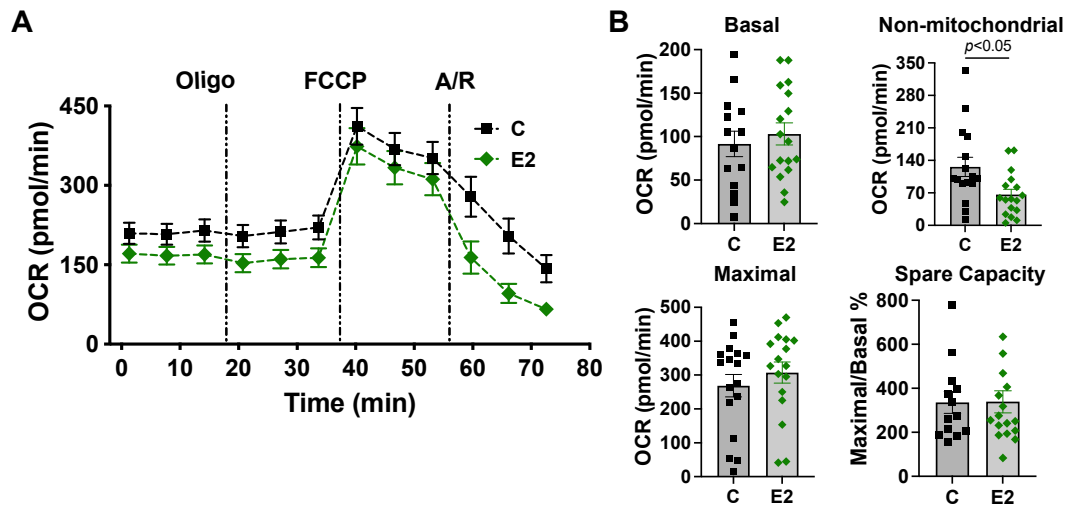 A
Oligo
FCCP
A/R
450
300
150
0
OCR (pmol/min)
C
E2
0 10 20 30 40 50 60 70 80
Time (min)
B
Basal
200
150
100
50
0
OCR (pmol/min)
C E2
Non-mitochondrial
p<0.05
350
280
210
140
70
0
OCR (pmol/min)
C E2
Maximal
500
400
300
200
100
0
OCR (pmol/min)
C E2
Spare Capacity
800
600
400
200
0
Maximal/Basal %
C E2